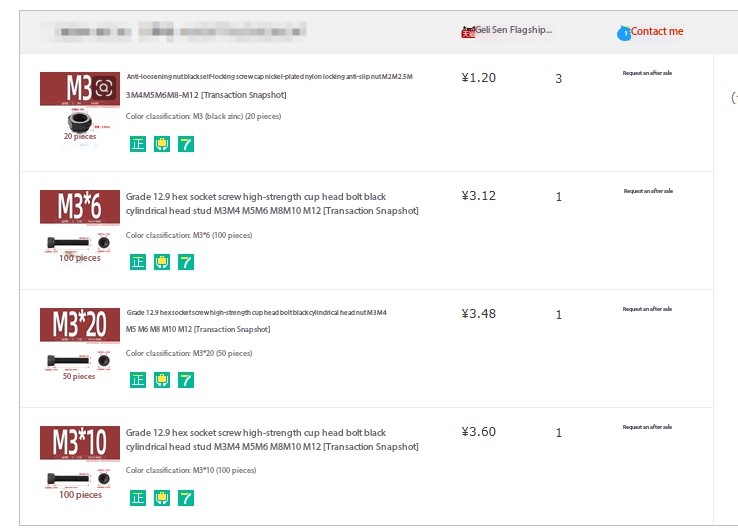 天猫 Geli Sen Flagship...
Contact me
M3
20 pieces
Anti-loosening nut black self-locking screw cap nickel-plated nylon locking anti-slip nut M2M2.5M
3M4M5M6M8-M12 [Transaction Snapshot]
Color classification: M3 (black zinc) (20 pieces)
正 7
¥1.20
3
Request an after sale
M3*6
100 pieces
Grade 12.9 hex socket screw high-strength cup head bolt black
cylindrical head stud M3M4 M5M6 M8M10 M12 [Transaction Snapshot]
Color classification: M3*6 (100 pieces)
正 7
¥3.12
1
Request an after sale
M3*20
50 pieces
Grade 12.9 hex socket screw high-strength cup head bolt black cylindrical head nut M3 M4
M5 M6 M8 M10 M12 [Transaction Snapshot]
Color classification: M3*20 (50 pieces)
正 7
¥3.48
1
Request an after sale
M3*10
100 pieces
Grade 12.9 hex socket screw high-strength cup head bolt black
cylindrical head stud M3M4 M5M6 M8M10 M12 [Transaction Snapshot]
Color classification: M3*10 (100 pieces)
正 7
¥3.60
1
Request an after sale